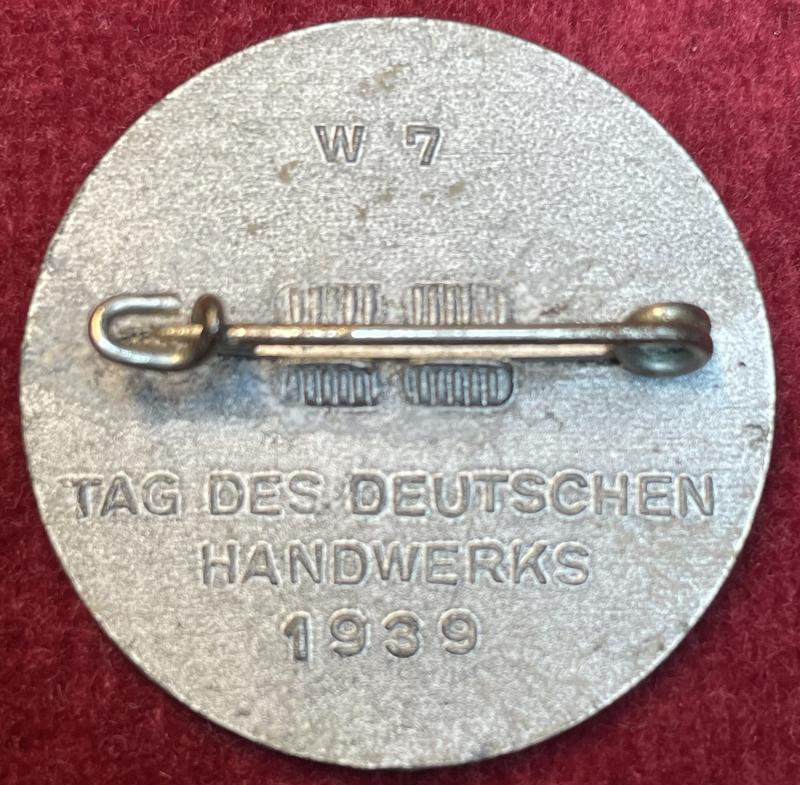 W 7
TAG DES DEUTSCHEN
HANDWERKS
1939